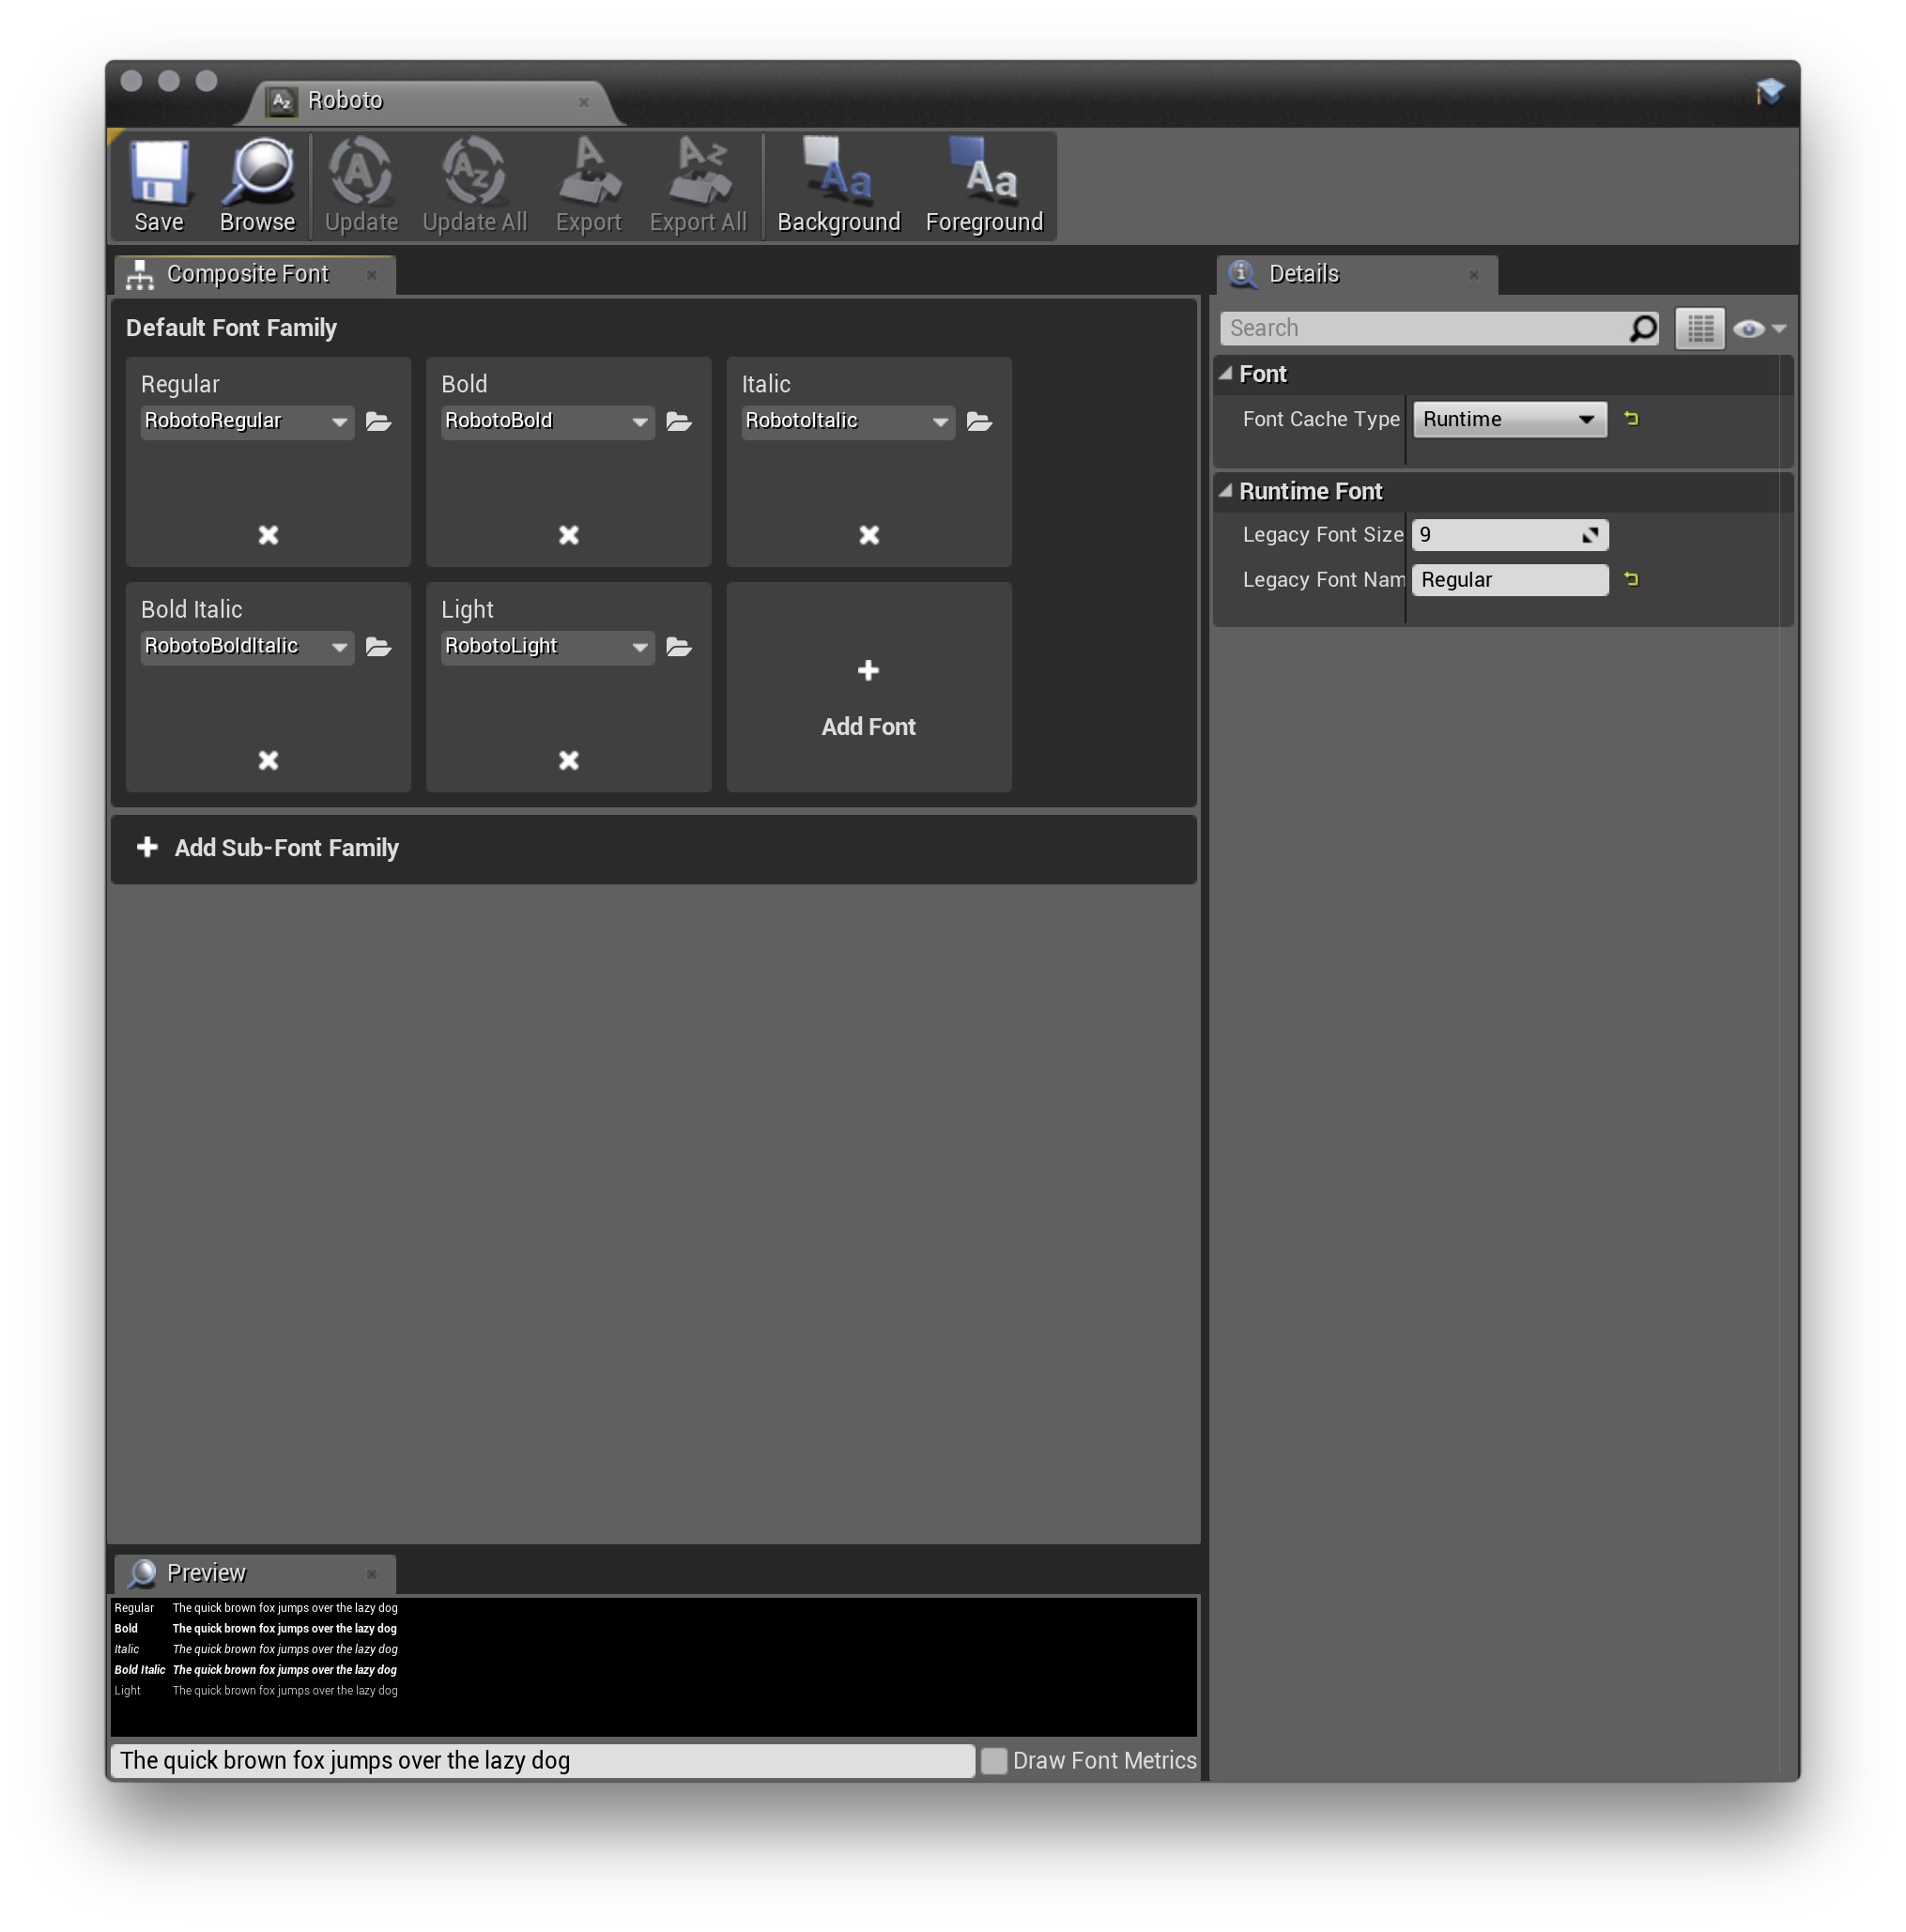 Roboto
Save Browse Update Update All Export Export All Background Foreground
Composite Font
Default Font Family
Regular Bold Italic
RobotoRegular RobotoBold RobotoItalic
Bold Italic Light
RobotoBoldItalic RobotoLight
Add Font
Add Sub-Font Family
Details
Search
Font
Font Cache Type Runtime
Runtime Font
Legacy Font Size 9
Legacy Font Nam Regular
Preview
Regular The quick brown fox jumps over the lazy dog
Bold The quick brown fox jumps over the lazy dog
Italic The quick brown fox jumps over the lazy dog
Bold Italic The quick brown fox jumps over the lazy dog
Light The quick brown fox jumps over the lazy dog
The quick brown fox jumps over the lazy dog Draw Font Metrics